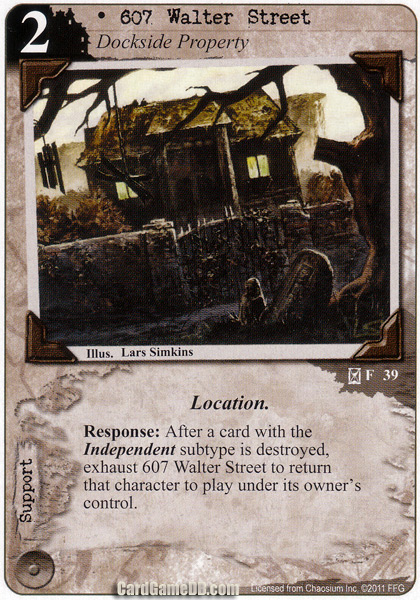 2
• 607 Walter Street
Dockside Property
Illus. Lars Simkins
F 39
Location.
Response: After a card with the
Independent subtype is destroyed,
exhaust 607 Walter Street to return
that character to play under its owner's
control.
Support
Licensed from Chaosium Inc. ©2011 FFG
CardGameDB.com